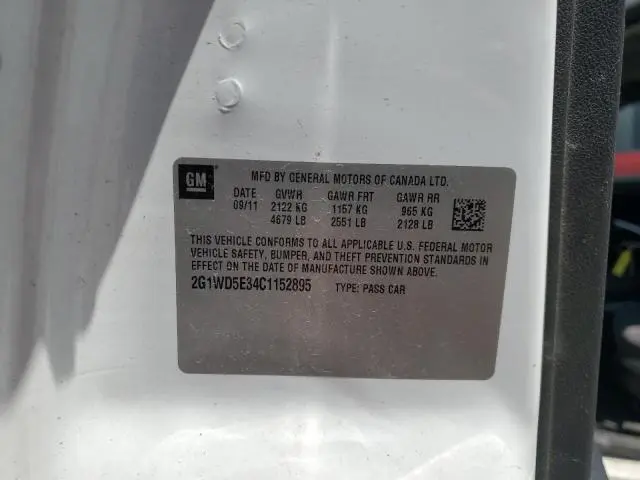 GM
MFD BY GENERAL MOTORS OF CANADA LTD.
DATE GVWR GAWR FRT GAWR RR
09/11 2122 KG 1157 KG 965 KG
4679 LB 2551 LB 2128 LB
THIS VEHICLE CONFORMS TO ALL APPLICABLE U.S. FEDERAL MOTOR
VEHICLE SAFETY, BUMPER, AND THEFT PREVENTION STANDARDS IN
EFFECT ON THE DATE OF MANUFACTURE SHOWN ABOVE.
2G1WD5E34C1152895 TYPE: PASS CAR